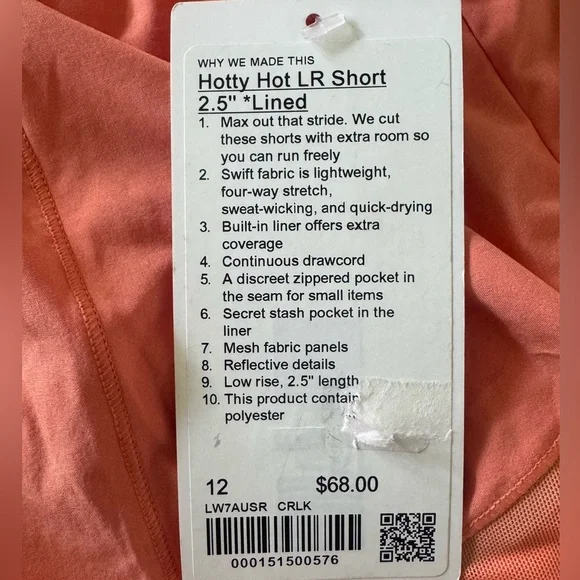 WHY WE MADE THIS
Hotty Hot LR Short
2.5" *Lined
1. Max out that stride. We cut
these shorts with extra room so
you can run freely
2. Swift fabric is lightweight,
four-way stretch,
sweat-wicking, and quick-drying
3. Built-in liner offers extra
coverage
4. Continuous drawcord
5. A discreet zippered pocket in
the seam for small items
6. Secret stash pocket in the
liner
7. Mesh fabric panels
8. Reflective details
9. Low rise, 2.5" length
10. This product
polyester
12 $68.00
LW7AUSR CRLK
000151500576